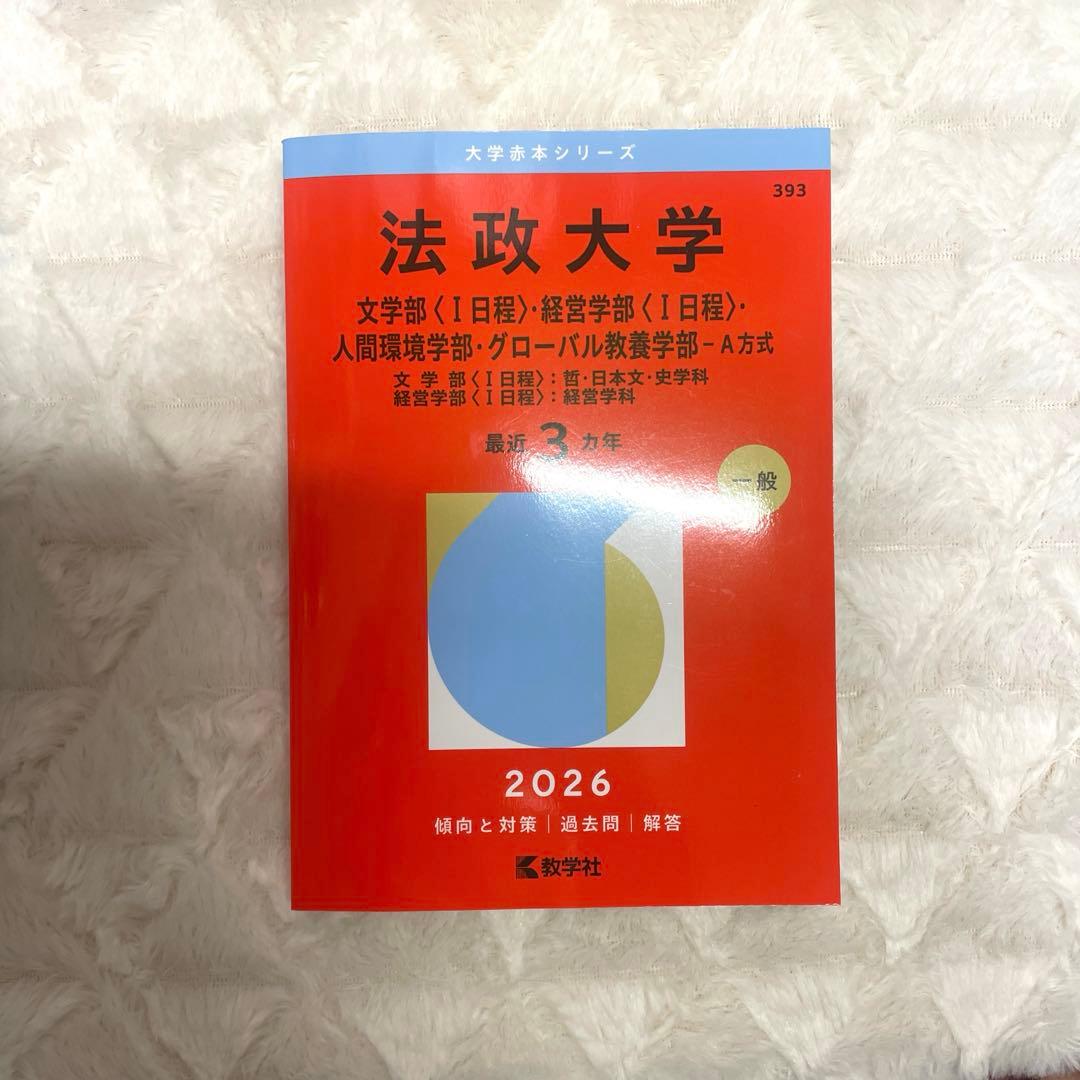 大学赤本シリーズ
393
法政大学
文学部〈Ⅰ日程〉・経営学部〈Ⅰ日程〉・
人間環境学部・グローバル教養学部－A方式
文学部〈Ⅰ日程〉：哲・日本文・史学科
経営学部〈Ⅰ日程〉：経営学科
最近3カ年
一般
2026
傾向と対策｜過去問｜解答
教学社